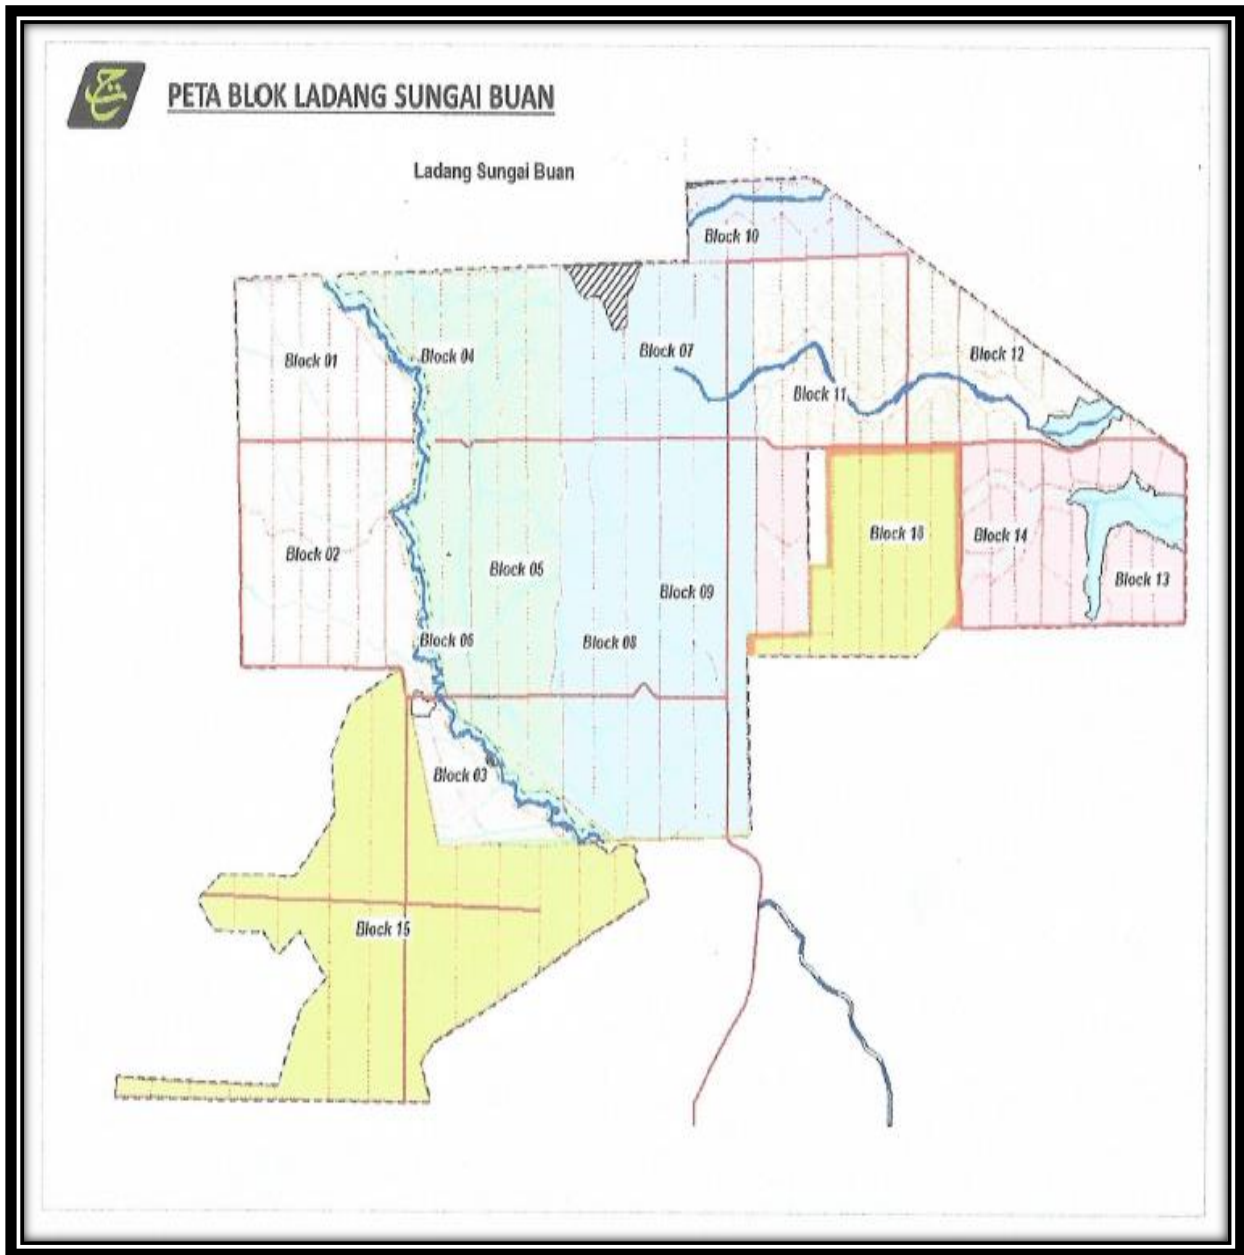 PETA BLOK LADANG SUNGAI BUAN
Ladang Sungai Buan
Block 10
Block 01
Block 04
Block 07
Block 12
Block 11
Block 02
Block 05
Block 16
Block 14
Block 13
Block 09
Block 06
Block 08
Block 03
Block 15